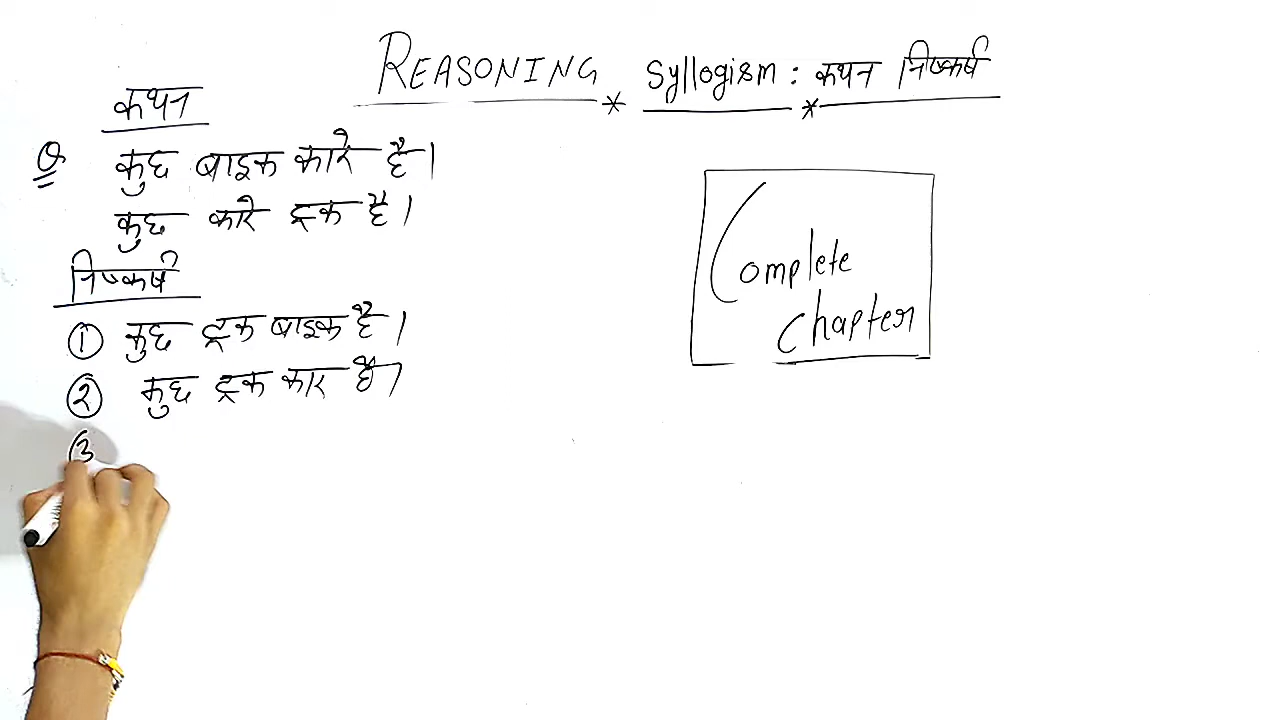 REASONING * Syllogism : * कथन निष्कर्ष
कथन
Q कुछ बाइक कारे है।
कुछ कारे ट्रक है।
निष्कर्ष
① कुछ ट्रक बाइक है।
② कुछ ट्रक कार है।
3
Complete
Chapter